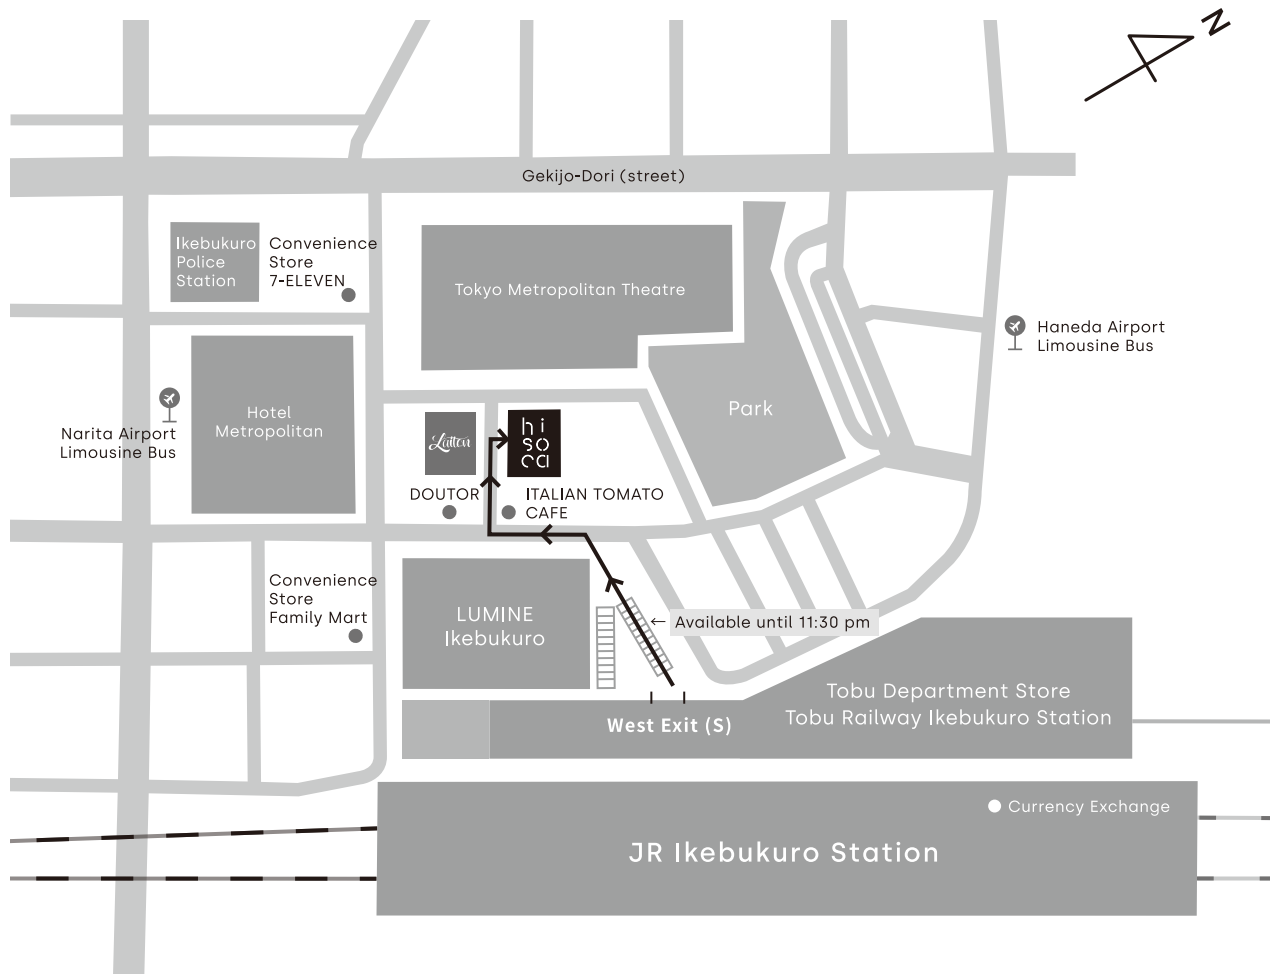 N
Gekijo-Dori (street)
Ikebukuro
Police
Station
Convenience
Store
7-ELEVEN
Tokyo Metropolitan Theatre
Haneda Airport
Limousine Bus
Park
Hotel
Metropolitan
Narita Airport
Limousine Bus
hi
so
ca
DOUTOR
ITALIAN TOMATO
CAFE
Convenience
Store
Family Mart
LUMINE
Ikebukuro
← Available until 11:30 pm
Tobu Department Store
Tobu Railway Ikebukuro Station
West Exit (S)
Currency Exchange
JR Ikebukuro Station